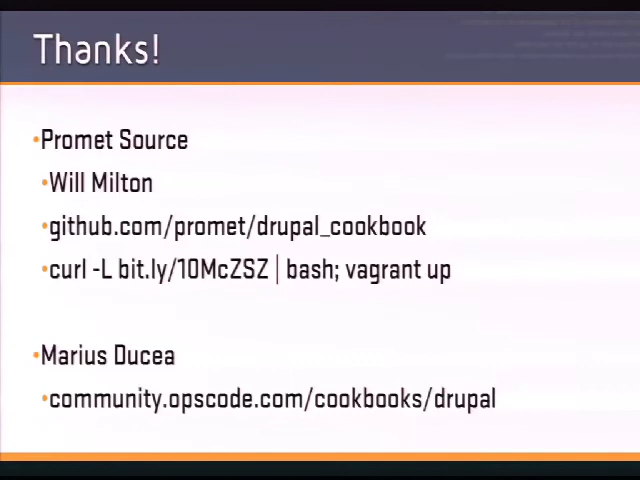 Thanks!
•Promet Source
•Will Milton
•github.com/promet/drupal_cookbook
•curl -L bit.ly/10McZSZ | bash; vagrant up
•Marius Ducea
•community.opscode.com/cookbooks/drupal